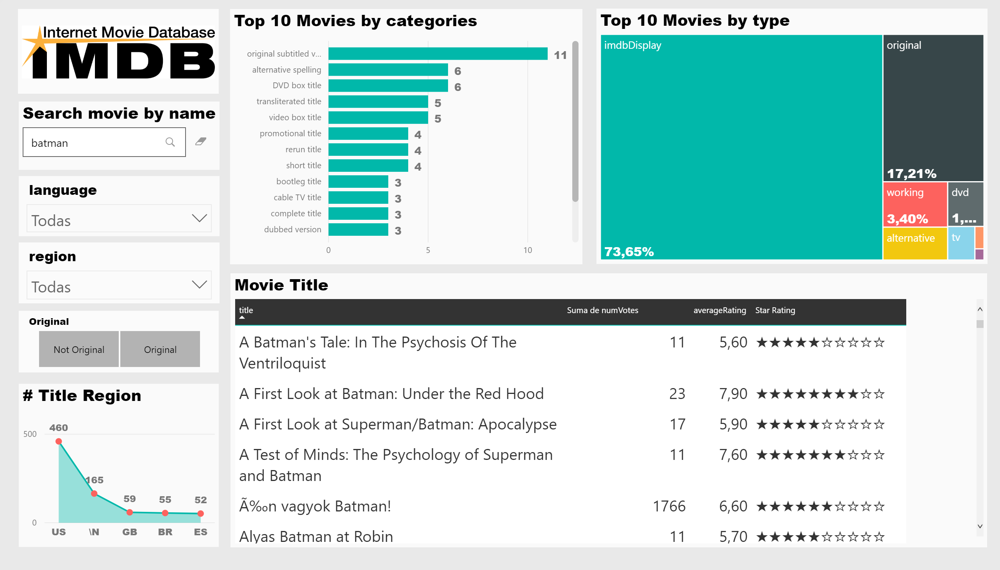 Internet Movie Database
IMDB
Search movie by name
batman
language
Todas
region
Todas
Original
Not Original
Original
# Title Region
460
500
165
59
55
52
0
US
\N
GB
BR
ES
Top 10 Movies by categories
original subtitled v...
11
alternative spelling
6
DVD box title
6
transliterated title
5
video box title
5
promotional title
4
rerun title
4
short title
4
bootleg title
3
cable TV title
3
complete title
3
dubbed version
3
0
5
10
Top 10 Movies by type
imdbDisplay
73,65%
original
17,21%
working
3,40%
dvd
1,...
alternative
tv
Movie Title
title Suma de numVotes averageRating Star Rating
A Batman's Tale: In The Psychosis Of The 11 5,60 ★★★★★☆☆☆☆☆
Ventriloquist
A First Look at Batman: Under the Red Hood 23 7,90 ★★★★★★★★☆☆
A First Look at Superman/Batman: Apocalypse 17 5,90 ★★★★★☆☆☆☆☆
A Test of Minds: The Psychology of Superman 11 7,60 ★★★★★★★☆☆☆
and Batman
Ã‰n vagyok Batman! 1766 6,60 ★★★★★★☆☆☆☆
Alyas Batman at Robin 11 5,70 ★★★★★☆☆☆☆☆